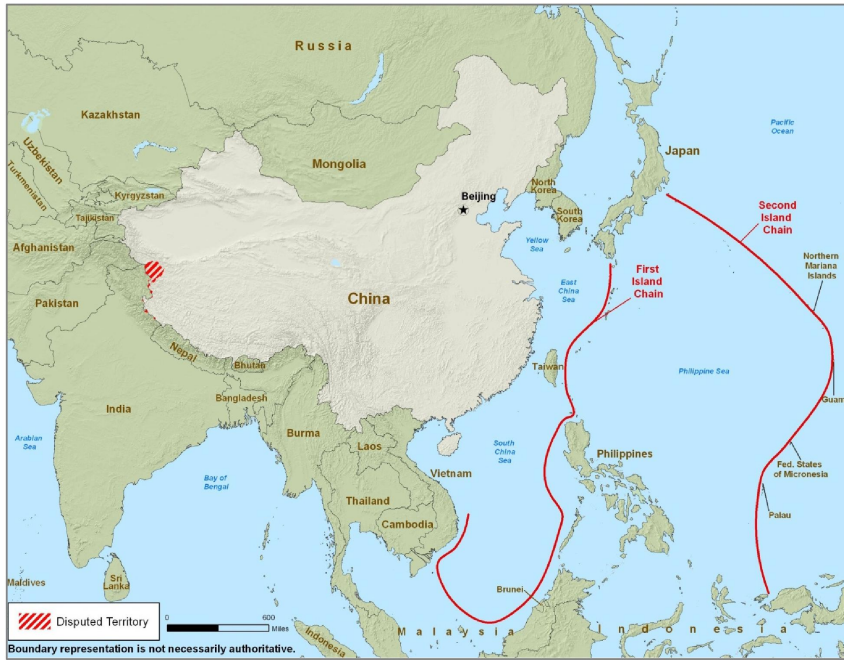 Russia
Kazakhstan
Pacific
Ocean
Uzbekistan
Mongolia
Japan
Turkmenistan
Kyrgyzstan
North
Korea
Beijing
Tajikistan
South
Korea
Second
Island
Chain
Afghanistan
Yellow
Sea
Northern
Mariana
Islands
First
Island
Chain
East
China
Sea
China
Pakistan
Nepal
Bhutan
Taiwan
Philippine Sea
Bangladesh
India
Guam
Burma
Arabian
Sea
Laos
South
China
Sea
Philippines
Vietnam
Fed. States
of Micronesia
Bay of
Bengal
Thailand
Palau
Cambodia
Maldives
Sri
Lanka
Brunei
Disputed Territory
0
600
Miles
Malaysia
Indonesia
Indonesia
Boundary representation is not necessarily authoritative.